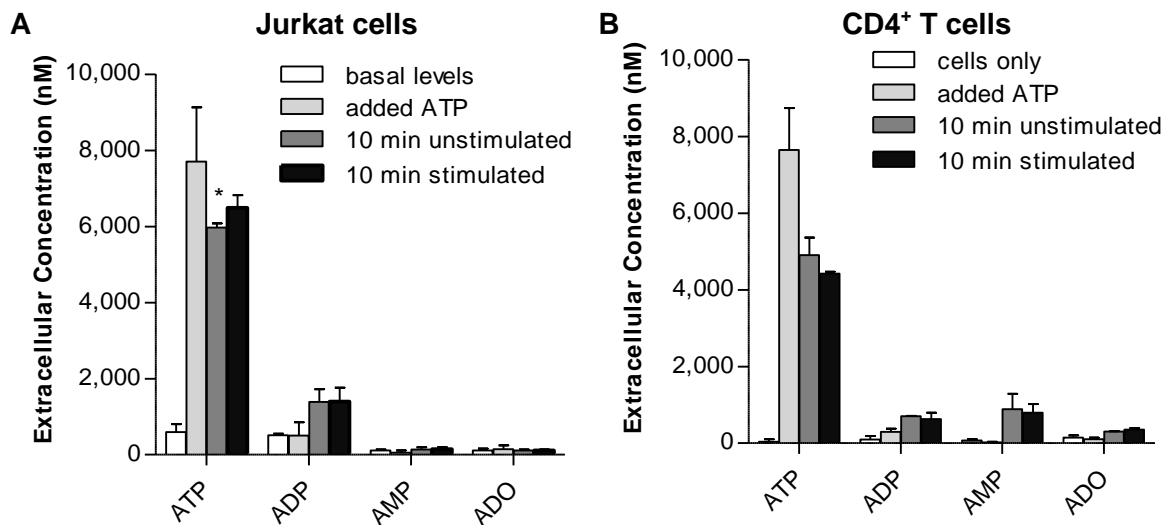 A
Jurkat cells
Extracellular Concentration (nM)
10,000
8,000
6,000
4,000
2,000
0
basal levels
added ATP
10 min unstimulated
10 min stimulated
*
ATP
ADP
AMP
ADO
B
CD4⁺ T cells
Extracellular Concentration (nM)
10,000
8,000
6,000
4,000
2,000
0
cells only
added ATP
10 min unstimulated
10 min stimulated
ATP
ADP
AMP
ADO